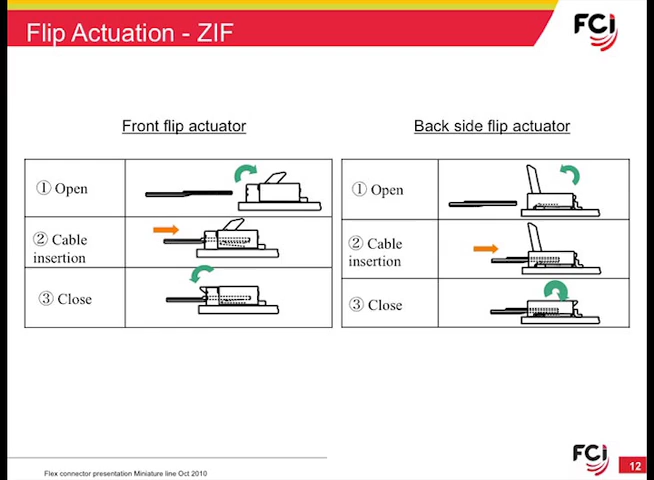 Flip Actuation - ZIF
FCi
Front flip actuator
Back side flip actuator
① Open
② Cable
insertion
③ Close
① Open
② Cable
insertion
③ Close
Flex connector presentation Miniature line Oct 2010
FCi
12